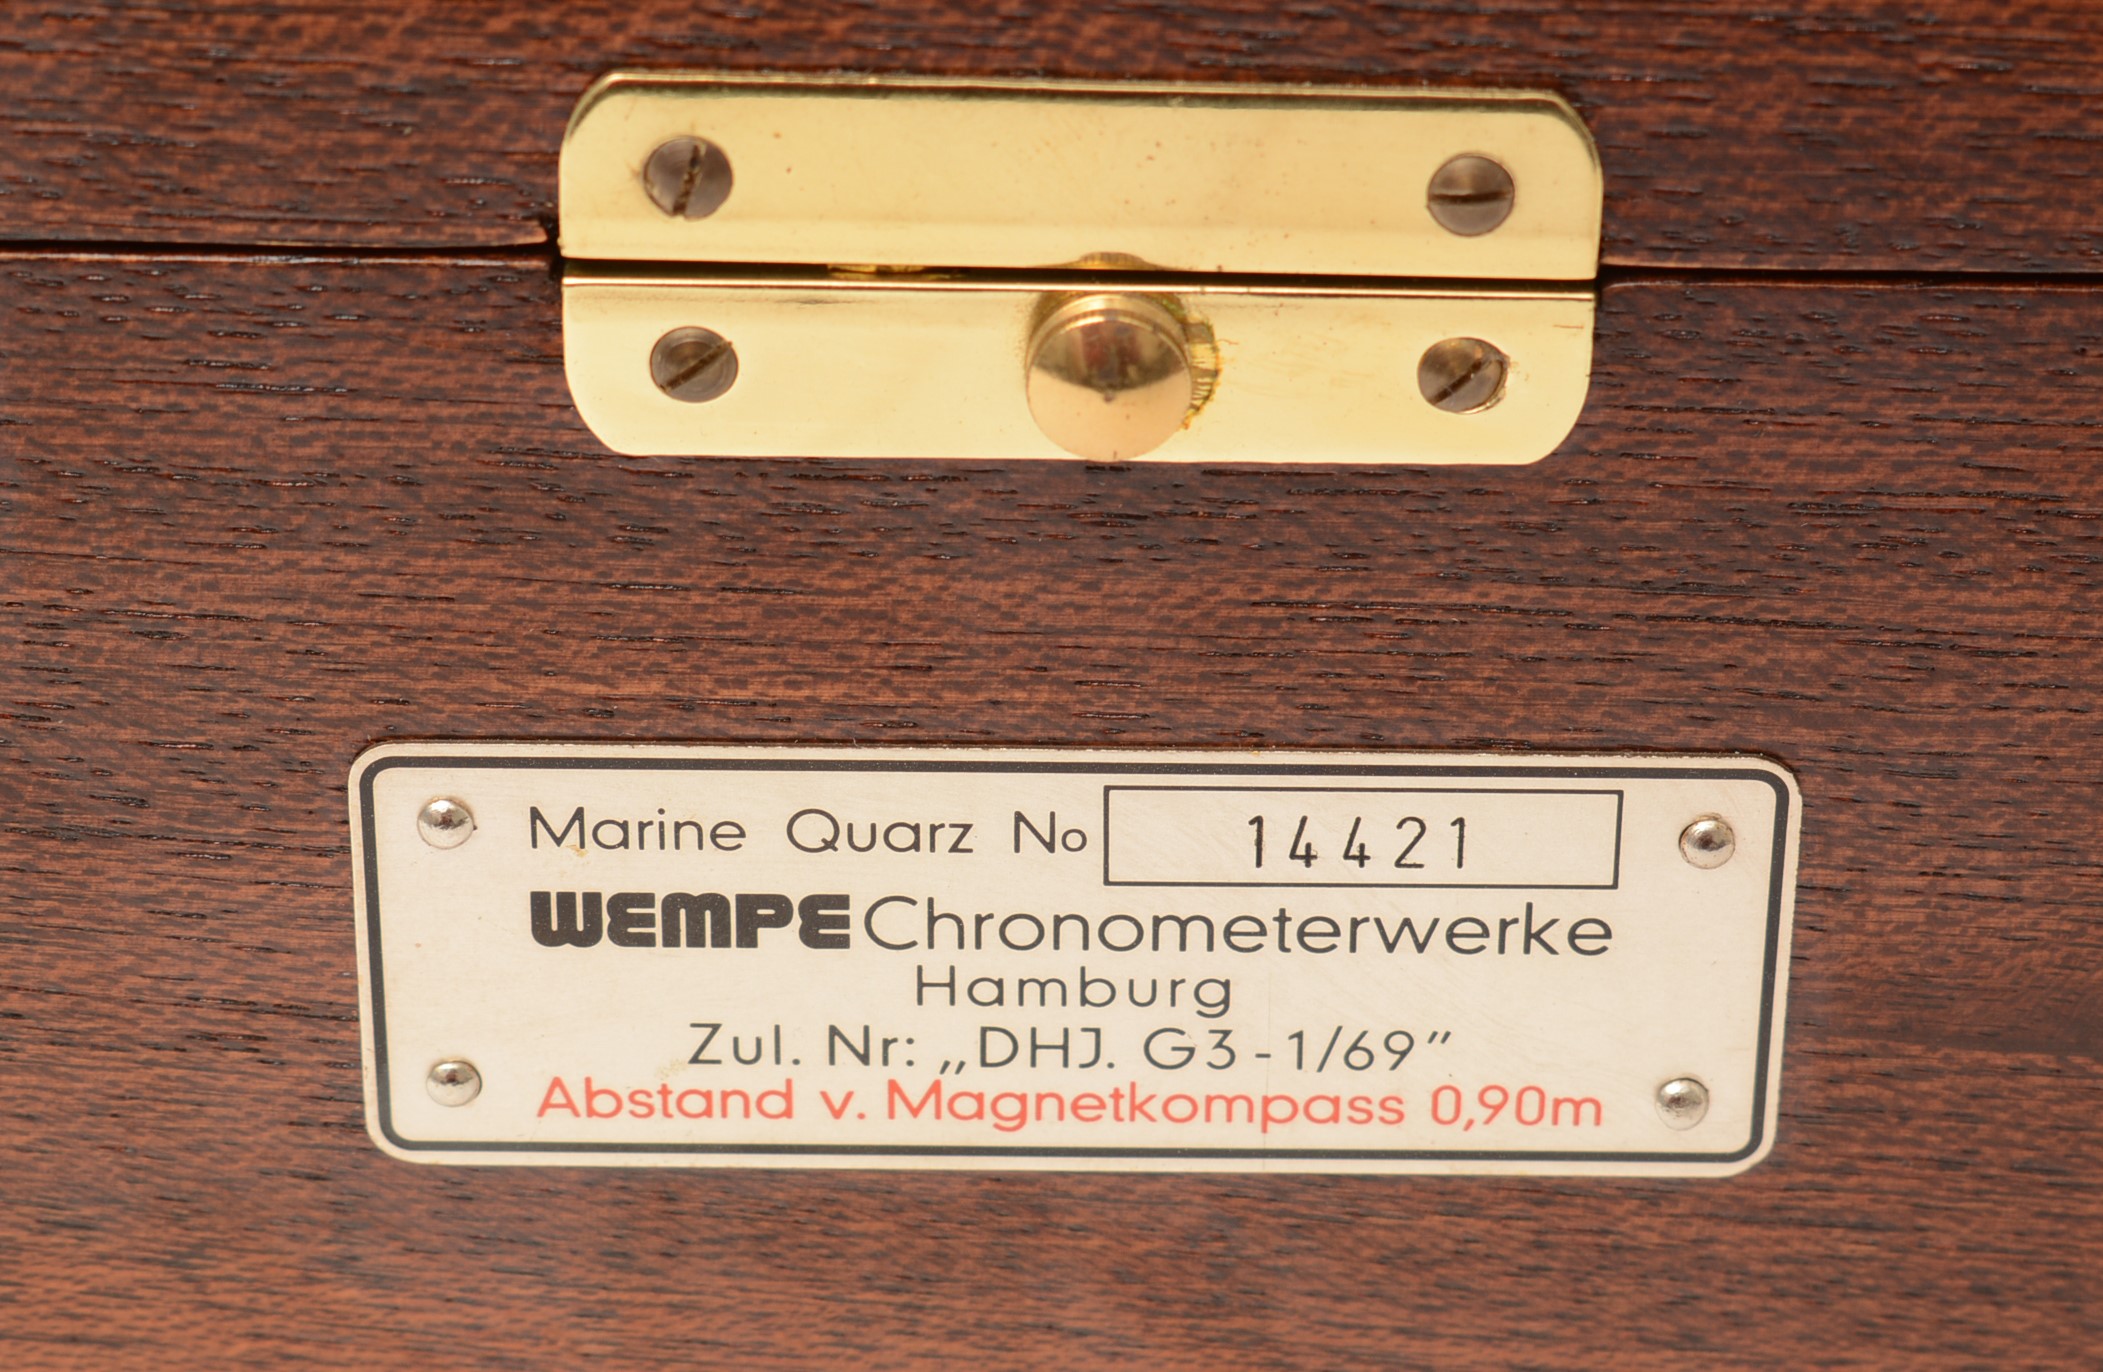 Marine Quarz No 14421
WEMPE Chronometerwerke
Hamburg
Zul. Nr: „DHJ. G3-1/69”
Abstand v. Magnetkompass 0,90m